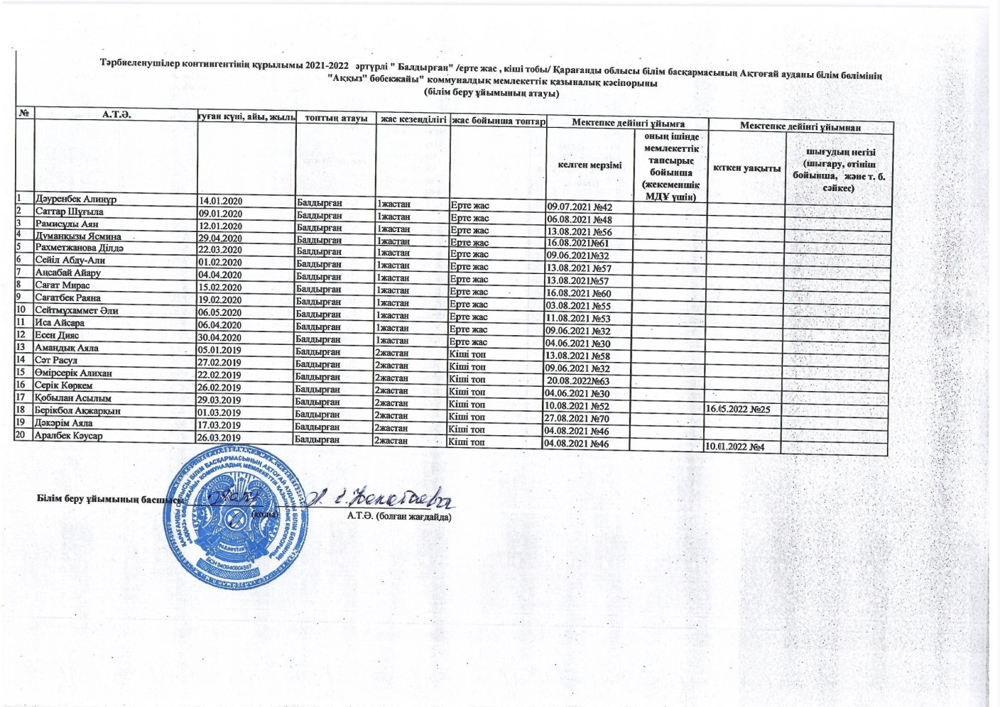 Тәрбиеленушілер контингентінің құрылымы 2021-2022 әртүрлі " Балдырған" /ерте жас , кіші тобы/ Қарағанды облысы білім басқармасының Ақтоғай ауданы білім бөлімінің
"Аққыз" бөбекжайы" коммуналдық мемлекеттік қазыналық кәсіпорыны
(білім беру ұйымының атауы)
№ А.Т.Ә. туған күні, айы, жылы топтың атауы жас кезеңділігі жас бойынша топтар Мектепке дейінгі ұйымға Мектепке дейінгі ұйымнан
келген мерзімі оның ішінде мемлекеттік тапсырыс бойынша (жекеменшік МДҰ үшін) кеткен уақыты шығудың негізі (шығару, өтініш бойынша, және т. б. сәйкес)
1 Дәуренбек Алинұр 14.01.2020 Балдырған 1жастан Ерте жас 09.07.2021 №42
2 Саттар Шұғыла 09.01.2020 Балдырған 1жастан Ерте жас 06.08.2021 №48
3 Рамисұлы Аян 12.01.2020 Балдырған 1жастан Ерте жас 13.08.2021 №56
4 Думанқызы Ясмина 29.04.2020 Балдырған 1жастан Ерте жас 16.08.2021№61
5 Рахметжанова Ділдә 22.03.2020 Балдырған 1жастан Ерте жас 09.06.2021№32
6 Сейіл Абду-Али 01.02.2020 Балдырған 1жастан Ерте жас 13.08.2021 №57
7 Аңсабай Айару 04.04.2020 Балдырған 1жастан Ерте жас 13.08.2021№57
8 Сағат Мирас 15.02.2020 Балдырған 1жастан Ерте жас 16.08.2021 №60
9 Сағатбек Раяна 19.02.2020 Балдырған 1жастан Ерте жас 03.08.2021 №55
10 Сейтмұхаммет Әли 06.05.2020 Балдырған 1жастан Ерте жас 11.08.2021 №53
11 Иса Айсара 06.04.2020 Балдырған 1жастан Ерте жас 09.06.2021 №32
12 Есен Дияс 30.04.2020 Балдырған 1жастан Ерте жас 04.06.2021 №30
13 Амандық Аяла 05.01.2019 Балдырған 2жастан Кіші топ 13.08.2021 №58
14 Сәт Расул 27.02.2019 Балдырған 2жастан Кіші топ 09.06.2021 №32
15 Өмірсерік Алихан 22.02.2019 Балдырған 2жастан Кіші топ 20.08.2022№63
16 Серік Көркем 26.02.2019 Балдырған 2жастан Кіші топ 04.06.2021 №30
17 Қобылан Асылым 29.03.2019 Балдырған 2жастан Кіші топ 10.08.2021 №52 16.05.2022 №25
18 Берікбол Ақжарқын 01.03.2019 Балдырған 2жастан Кіші топ 27.08.2021 №70
19 Дәкәрім Аяла 17.03.2019 Балдырған 2жастан Кіші топ 04.08.2021 №46
20 Аралбек Кәусар 26.03.2019 Балдырған 2жастан Кіші топ 04.08.2021 №46 10.01.2022 №4
Білім беру ұйымының басшысы
(қолы) А.Т.Ә. (болған жағдайда)